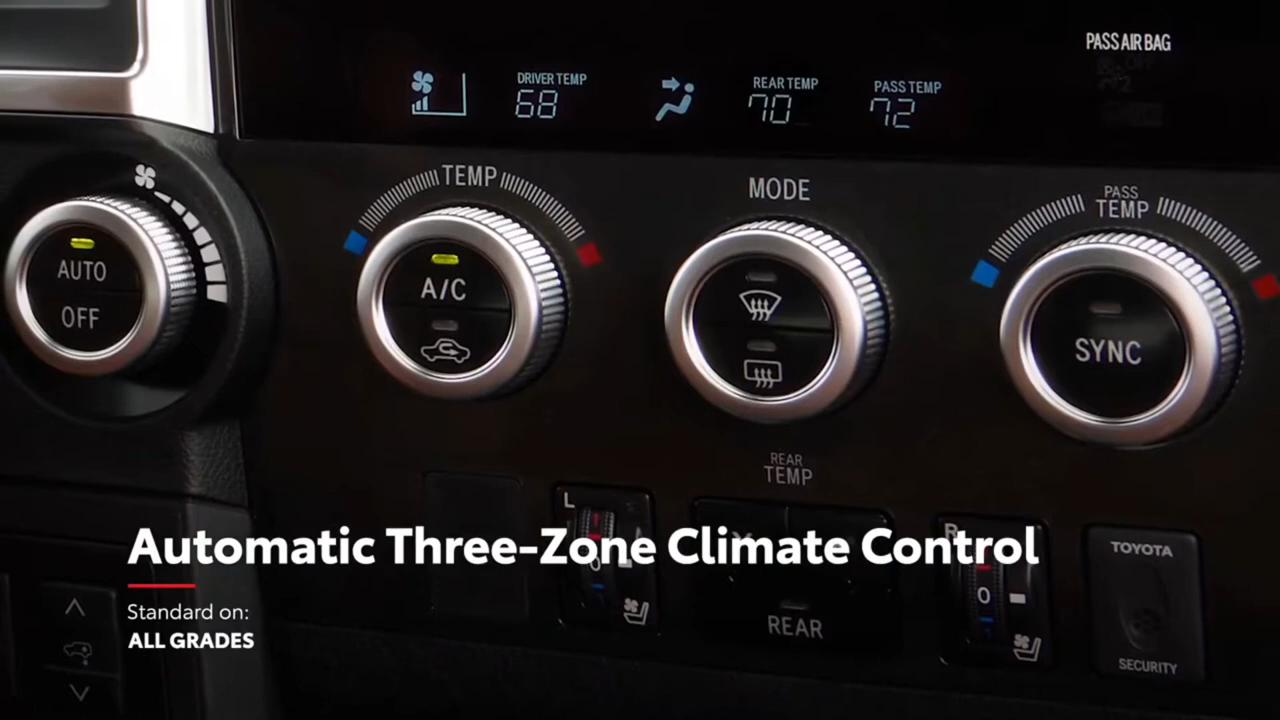 PASS AIR BAG
DRIVER TEMP
REAR TEMP
PASS TEMP
68
70
72
TEMP
MODE
PASS
TEMP
AUTO
OFF
A/C
SYNC
REAR
TEMP
L
R
Automatic Three-Zone Climate Control
0
0
TOYOTA
Standard on:
ALL GRADES
REAR
SECURITY